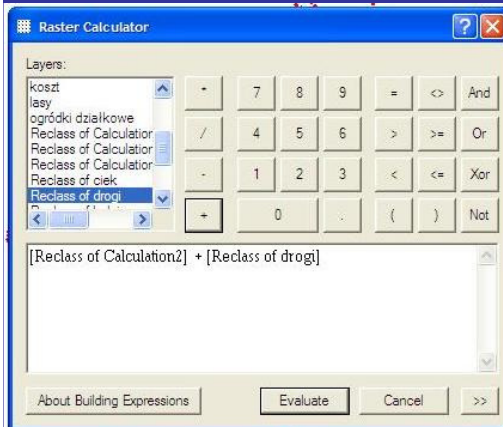 Raster Calculator
Layers:
koszt
lasy
ogródki działkowe
Reclass of Calculation
Reclass of Calculation
Reclass of Calculation
Reclass of ciek
Reclass of drogi
* 7 8 9 = <> And
/ 4 5 6 > >= Or
- 1 2 3 < <= Xor
+ 0 . ( ) Not
[Reclass of Calculation2] + [Reclass of drogi]
About Building Expressions Evaluate Cancel >>